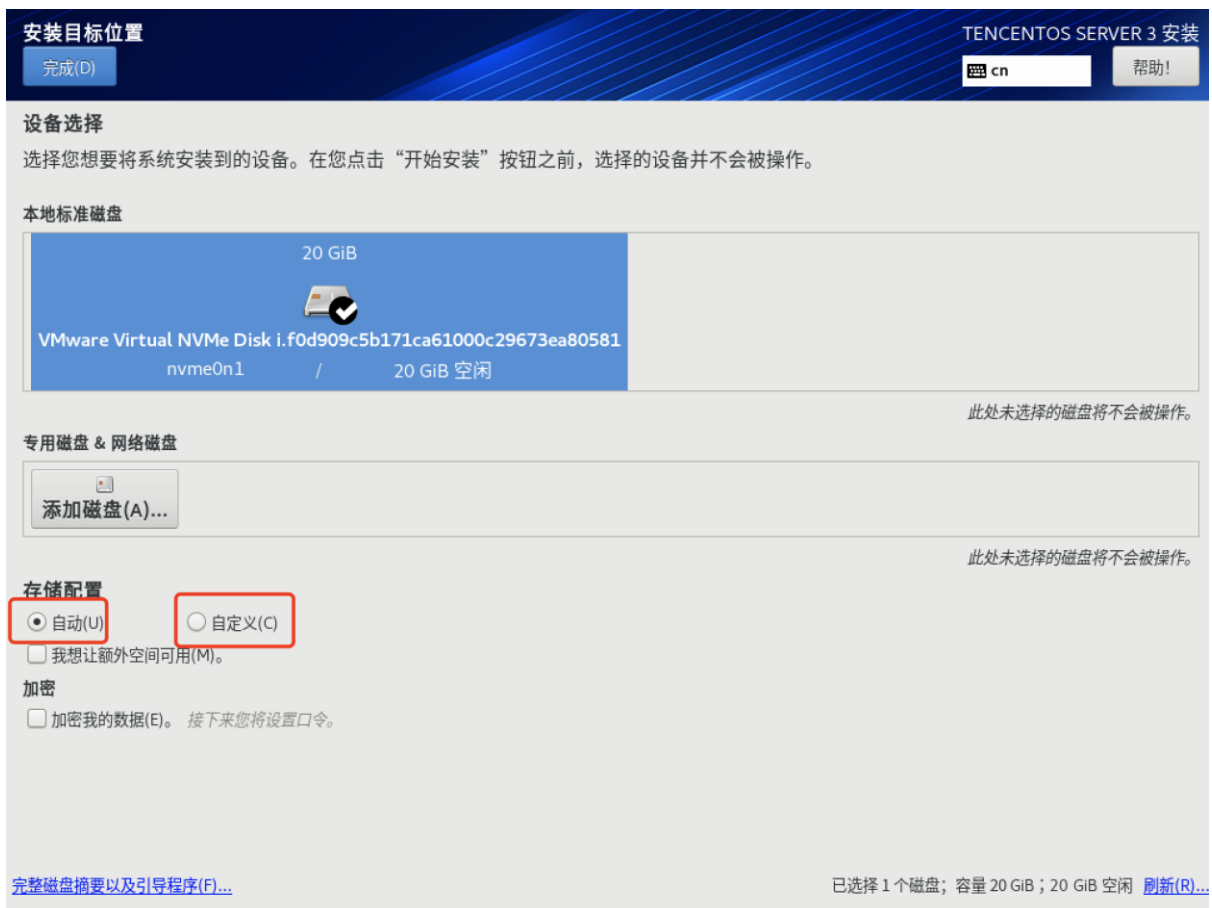 安装目标位置
TENCENTOS SERVER 3 安装
完成(D)
cn
帮助!
设备选择
选择您想要将系统安装到的设备。在您点击“开始安装”按钮之前，选择的设备并不会被操作。
本地标准磁盘
20 GiB
VMware Virtual NVMe Disk i.f0d909c5b171ca61000c29673ea80581
nvme0n1 / 20 GiB 空闲
此处未选择的磁盘将不会被操作。
专用磁盘 & 网络磁盘
添加磁盘(A)...
此处未选择的磁盘将不会被操作。
存储配置
自动(U) 自定义(C)
我想让额外空间可用(M)。
加密
加密我的数据(E)。 接下来您将设置口令。
完整磁盘摘要以及引导程序(F)... 已选择 1 个磁盘；容量 20 GiB；20 GiB 空闲 刷新(R)...